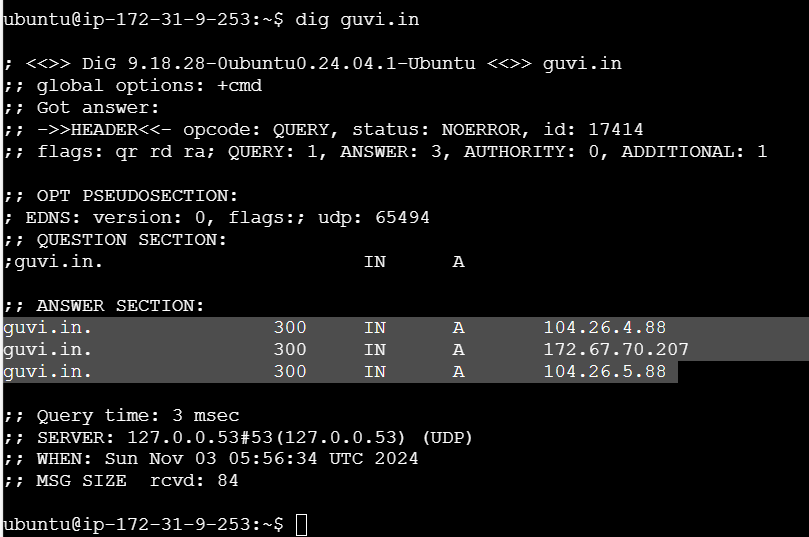 ubuntu@ip-172-31-9-253:~$ dig guvi.in
; <<>> DiG 9.18.28-0ubuntu0.24.04.1-Ubuntu <<>> guvi.in
;; global options: +cmd
;; Got answer:
;; ->>HEADER<<- opcode: QUERY, status: NOERROR, id: 17414
;; flags: qr rd ra; QUERY: 1, ANSWER: 3, AUTHORITY: 0, ADDITIONAL: 1
;; OPT PSEUDOSECTION:
; EDNS: version: 0, flags:; udp: 65494
;; QUESTION SECTION:
;guvi.in. IN A
;; ANSWER SECTION:
guvi.in. 300 IN A 104.26.4.88
guvi.in. 300 IN A 172.67.70.207
guvi.in. 300 IN A 104.26.5.88
;; Query time: 3 msec
;; SERVER: 127.0.0.53#53(127.0.0.53) (UDP)
;; WHEN: Sun Nov 03 05:56:34 UTC 2024
;; MSG SIZE  rcvd: 84
ubuntu@ip-172-31-9-253:~$